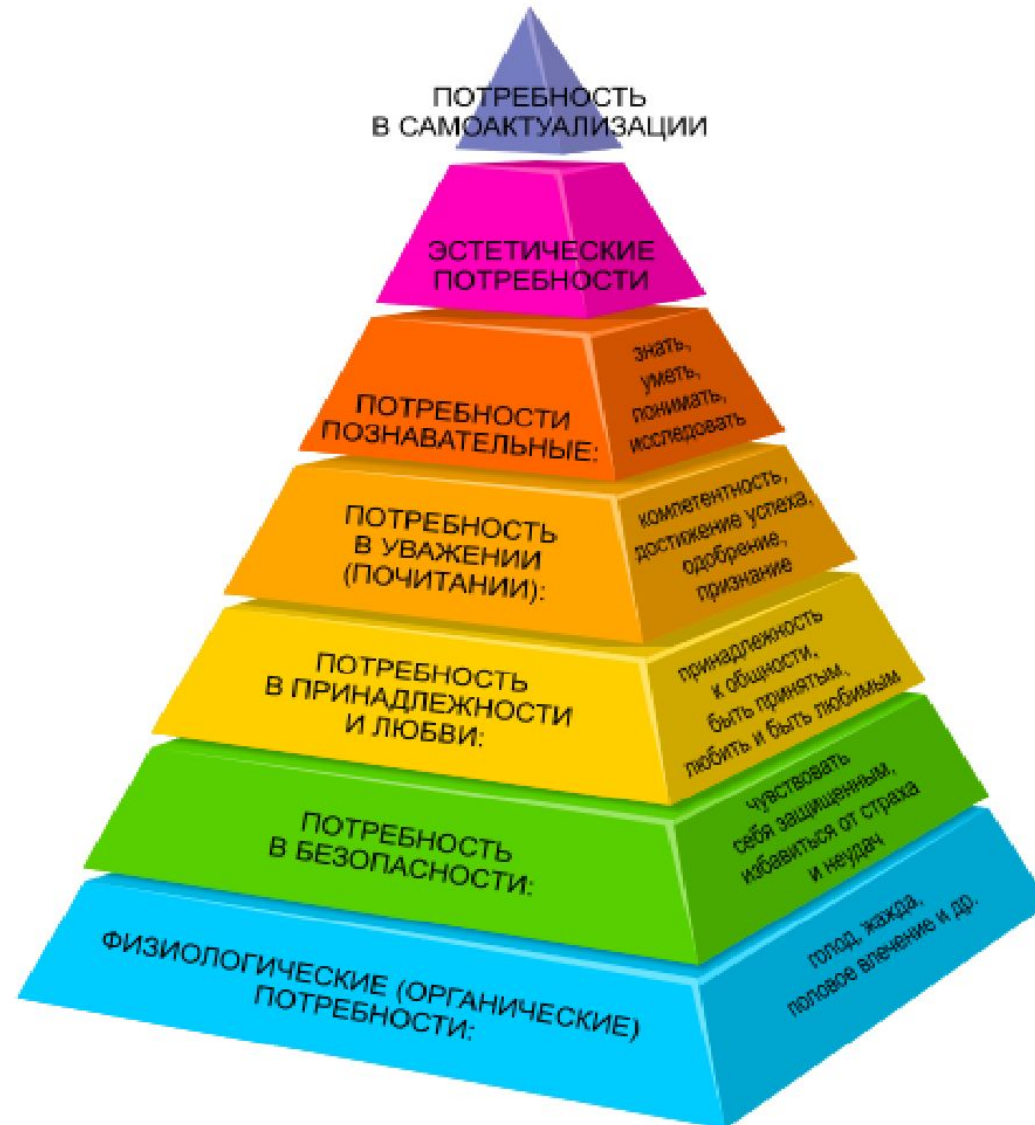 ПОТРЕБНОСТЬ
В САМОАКТУАЛИЗАЦИИ
ЭСТЕТИЧЕСКИЕ
ПОТРЕБНОСТИ
ПОТРЕБНОСТИ
ПОЗНАВАТЕЛЬНЫЕ:
знать,
уметь,
понимать,
исследовать
ПОТРЕБНОСТЬ
В УВАЖЕНИИ
(ПОЧИТАНИИ):
компетентность,
достижение успеха,
одобрение,
признание
ПОТРЕБНОСТЬ
В ПРИНАДЛЕЖНОСТИ
И ЛЮБВИ:
принадлежность
к общности,
быть принятым,
любить и быть любимым
ПОТРЕБНОСТЬ
В БЕЗОПАСНОСТИ:
чувствовать
себя защищенным,
избавиться от страха
и неудач
ФИЗИОЛОГИЧЕСКИЕ (ОРГАНИЧЕСКИЕ)
ПОТРЕБНОСТИ:
голод, жажда,
половое влечение и др.